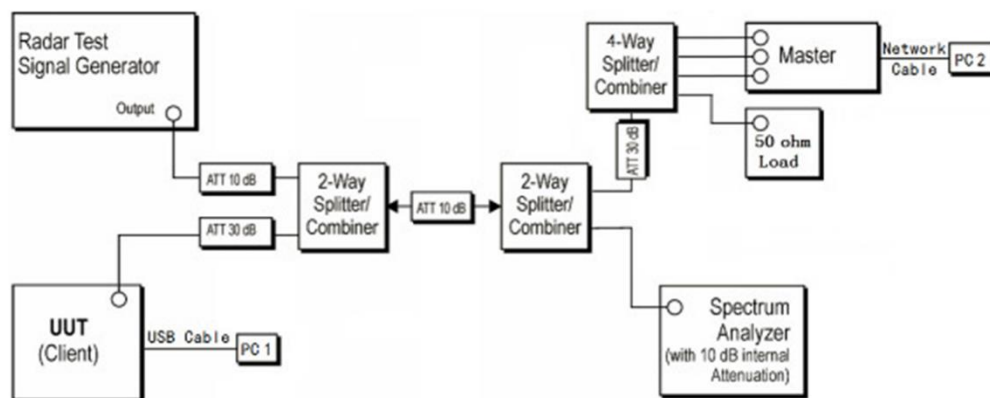 Radar Test
Signal Generator
Output
ATT 10 dB
2-Way
Splitter/
Combiner
ATT 30 dB
ATT 10 dB
2-Way
Splitter/
Combiner
ATT 30 dB
4-Way
Splitter/
Combiner
Master
Network
Cable
PC 2
50 ohm
Load
UUT
(Client)
USB Cable
PC 1
Spectrum
Analyzer
(with 10 dB internal
Attenuation)